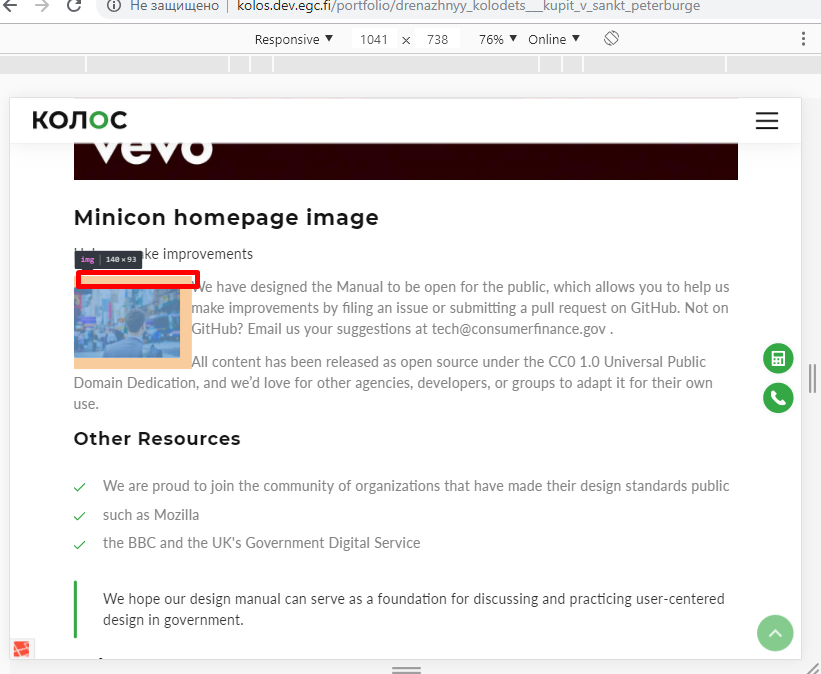 Не защищено | kolos.dev.egc.fi/portfolio/drenazhnyy_kolodets___kupit_v_sankt_peterburge
Responsive ▼ 1041 × 738 76% ▼ Online ▼
КОЛОС
vevo
Minicon homepage image
ke improvements
img | 140 × 93
We have designed the Manual to be open for the public, which allows you to help us
make improvements by filing an issue or submitting a pull request on GitHub. Not on
GitHub? Email us your suggestions at tech@consumerfinance.gov .
All content has been released as open source under the CC0 1.0 Universal Public
Domain Dedication, and we’d love for other agencies, developers, or groups to adapt it for their own
use.
Other Resources
We are proud to join the community of organizations that have made their design standards public
such as Mozilla
the BBC and the UK's Government Digital Service
We hope our design manual can serve as a foundation for discussing and practicing user-centered
design in government.